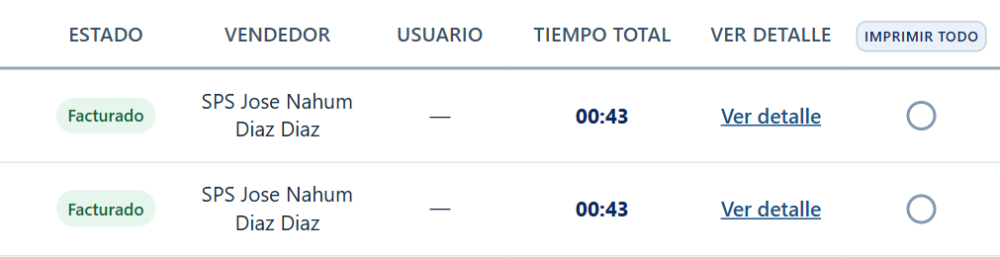 ESTADO VENDEDOR USUARIO TIEMPO TOTAL VER DETALLE IMPRIMIR TODO
Facturado SPS Jose Nahum Diaz Diaz — 00:43 Ver detalle
Facturado SPS Jose Nahum Diaz Diaz — 00:43 Ver detalle